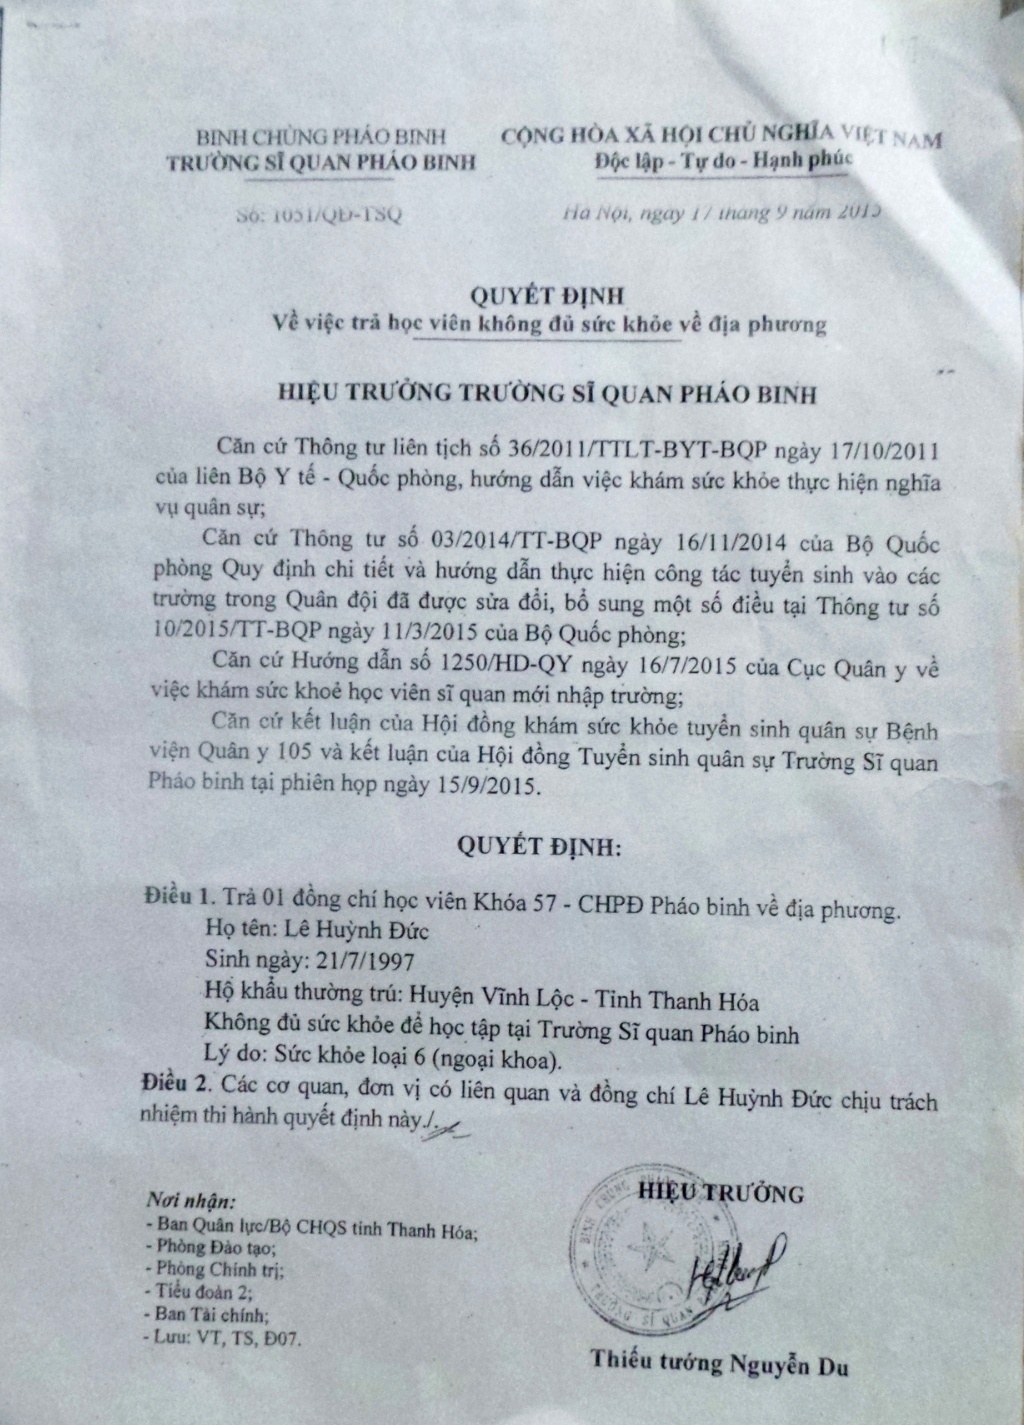 BINH CHỦNG PHÁO BINH
TRƯỜNG SĨ QUAN PHÁO BINH
CỘNG HÒA XÃ HỘI CHỦ NGHĨA VIỆT NAM
Độc lập - Tự do - Hạnh phúc
Số: 1051/QĐ-TSQ
Hà Nội, ngày 17 tháng 9 năm 2015
QUYẾT ĐỊNH
Về việc trả học viên không đủ sức khỏe về địa phương
HIỆU TRƯỞNG TRƯỜNG SĨ QUAN PHÁO BINH
Căn cứ Thông tư liên tịch số 36/2011/TTLT-BYT-BQP ngày 17/10/2011
của liên Bộ Y tế - Quốc phòng, hướng dẫn việc khám sức khỏe thực hiện nghĩa
vụ quân sự;
Căn cứ Thông tư số 03/2014/TT-BQP ngày 16/11/2014 của Bộ Quốc
phòng Quy định chi tiết và hướng dẫn thực hiện công tác tuyển sinh vào các
trường trong Quân đội đã được sửa đổi, bổ sung một số điều tại Thông tư số
10/2015/TT-BQP ngày 11/3/2015 của Bộ Quốc phòng;
Căn cứ Hướng dẫn số 1250/HD-QY ngày 16/7/2015 của Cục Quân y về
việc khám sức khoẻ học viên sĩ quan mới nhập trường;
Căn cứ kết luận của Hội đồng khám sức khỏe tuyển sinh quân sự Bệnh
viện Quân y 105 và kết luận của Hội đồng Tuyển sinh quân sự Trường Sĩ quan
Pháo binh tại phiên họp ngày 15/9/2015.
QUYẾT ĐỊNH:
Điều 1. Trả 01 đồng chí học viên Khóa 57 - CHPĐ Pháo binh về địa phương.
Họ tên: Lê Huỳnh Đức
Sinh ngày: 21/7/1997
Hộ khẩu thường trú: Huyện Vĩnh Lộc - Tỉnh Thanh Hóa
Không đủ sức khỏe để học tập tại Trường Sĩ quan Pháo binh
Lý do: Sức khỏe loại 6 (ngoại khoa).
Điều 2. Các cơ quan, đơn vị có liên quan và đồng chí Lê Huỳnh Đức chịu trách
nhiệm thi hành quyết định này./.
Nơi nhận:
- Ban Quân lực/Bộ CHQS tỉnh Thanh Hóa;
- Phòng Đào tạo;
- Phòng Chính trị;
- Tiểu đoàn 2;
- Ban Tài chính;
- Lưu: VT, TS, Đ07.
HIỆU TRƯỞNG
BINH CHỦNG
TRƯỜNG SĨ QUAN
Thiếu tướng Nguyễn Du